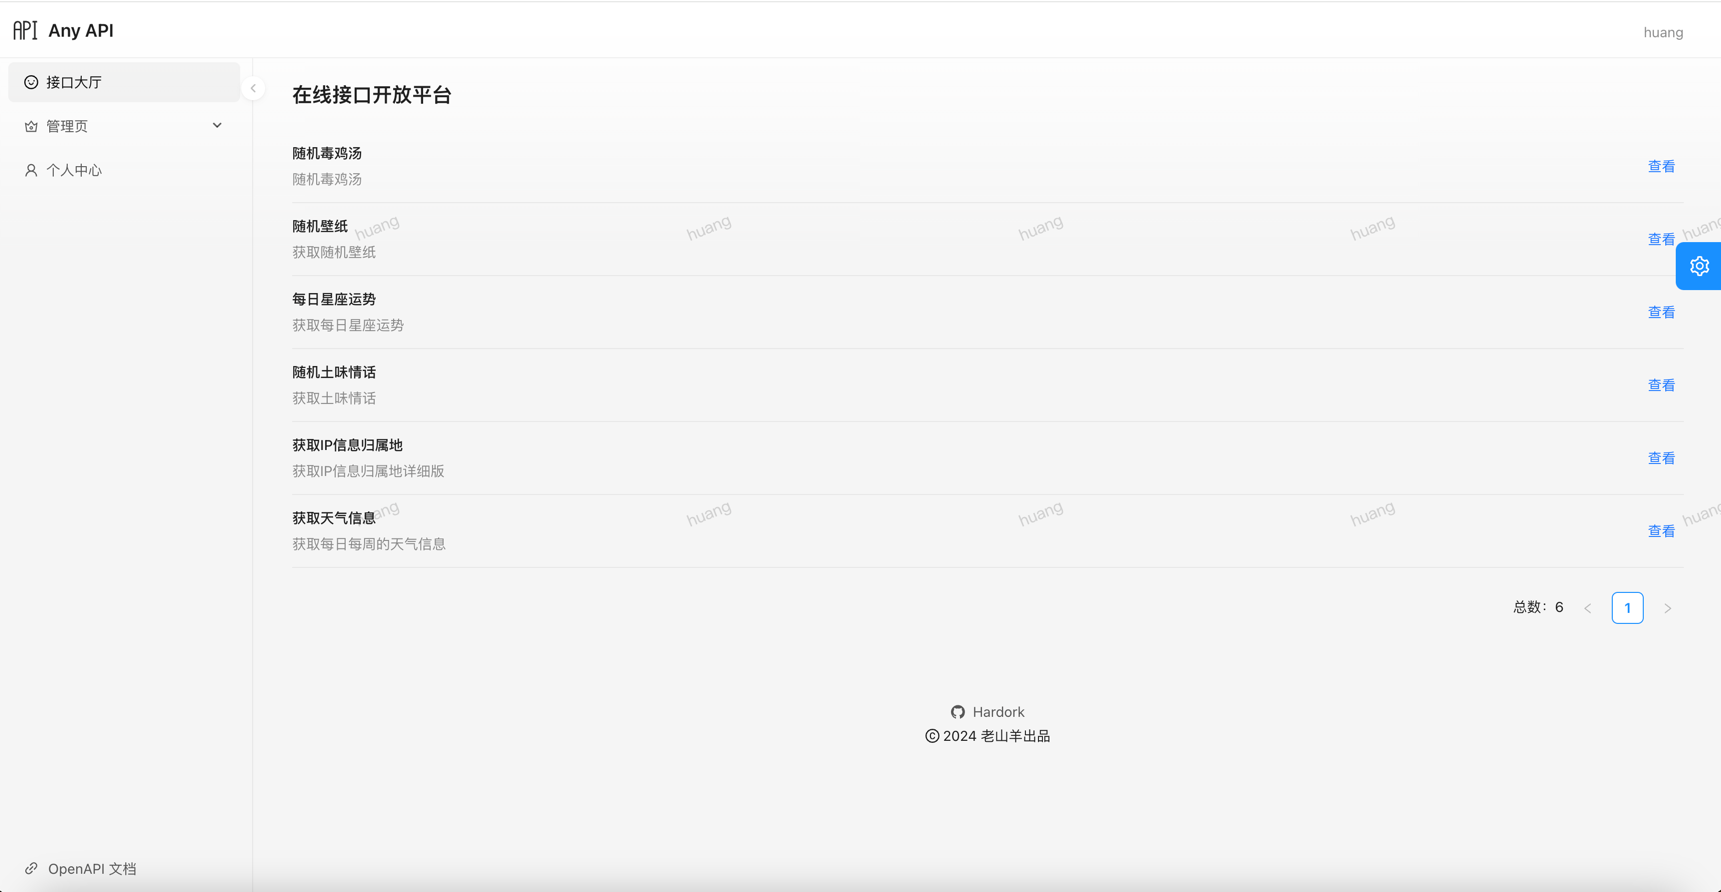 API Any API
huang
接口大厅
管理页
个人中心
在线接口开放平台
随机毒鸡汤
随机毒鸡汤
查看
随机壁纸
获取随机壁纸
查看
huang huang huang huang huang
每日星座运势
获取每日星座运势
查看
随机土味情话
获取土味情话
查看
获取IP信息归属地
获取IP信息归属地详细版
查看
获取天气信息
获取每日每周的天气信息
查看
huang huang huang huang huang
总数：6 < 1 >
Hardork
© 2024 老山羊出品
OpenAPI 文档